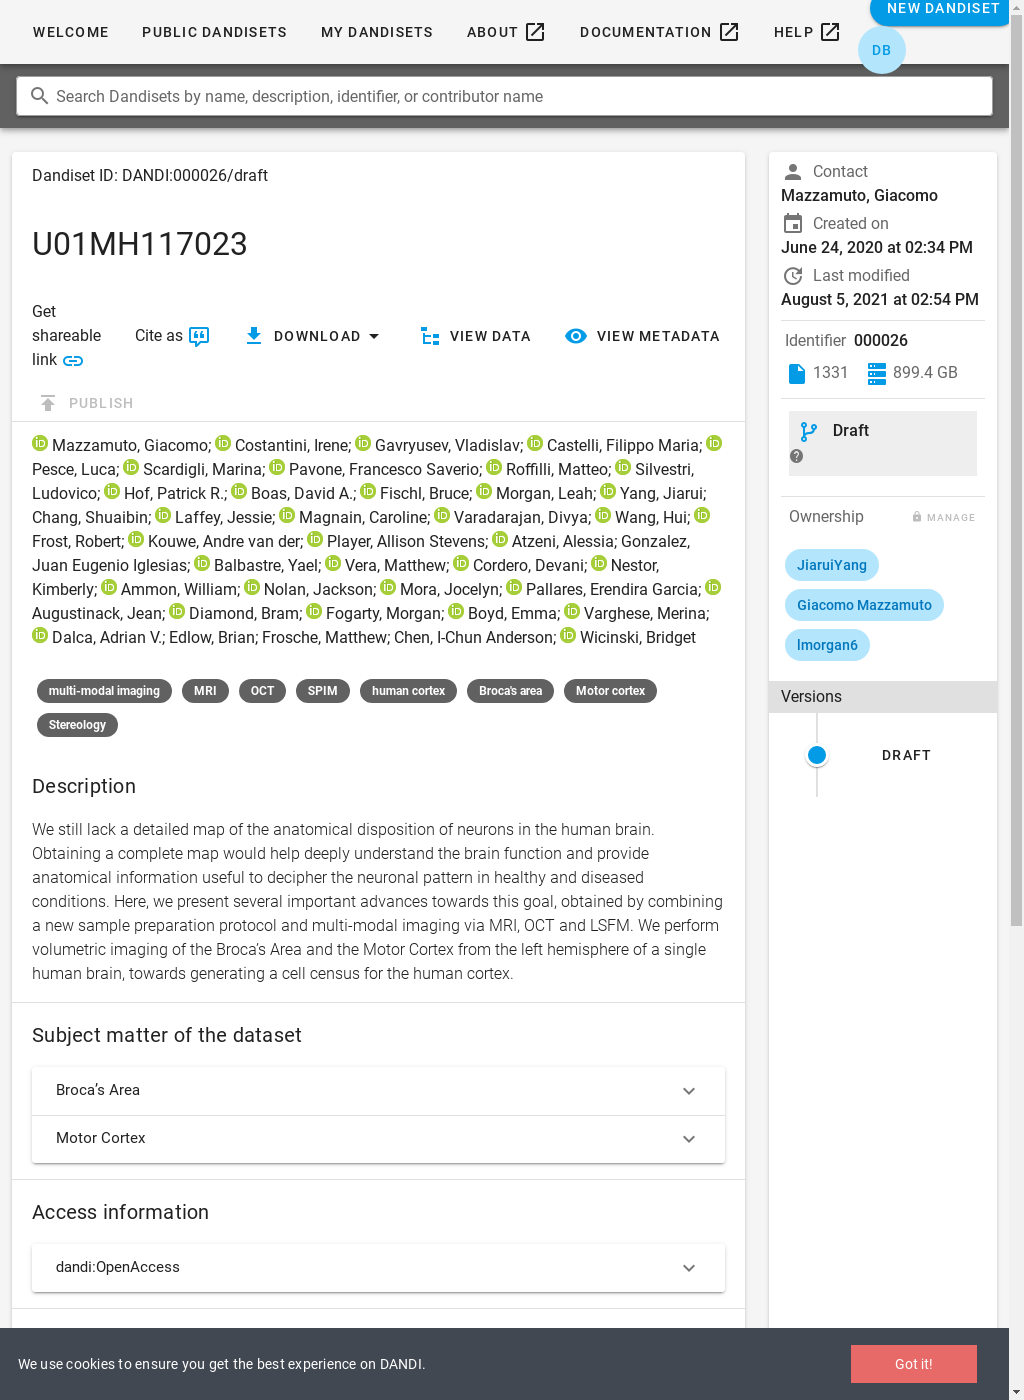 WELCOME PUBLIC DANDISETS MY DANDISETS ABOUT DOCUMENTATION HELP NEW DANDISET
DB
Search Dandisets by name, description, identifier, or contributor name
Dandiset ID: DANDI:000026/draft
U01MH117023
Get
shareable
link
Cite as DOWNLOAD VIEW DATA VIEW METADATA
PUBLISH
Mazzamuto, Giacomo; Costantini, Irene; Gavryusev, Vladislav; Castelli, Filippo Maria;
Pesce, Luca; Scardigli, Marina; Pavone, Francesco Saverio; Roffilli, Matteo; Silvestri,
Ludovico; Hof, Patrick R.; Boas, David A.; Fischl, Bruce; Morgan, Leah; Yang, Jiarui;
Chang, Shuaibin; Laffey, Jessie; Magnain, Caroline; Varadarajan, Divya; Wang, Hui;
Frost, Robert; Kouwe, Andre van der; Player, Allison Stevens; Atzeni, Alessia; Gonzalez,
Juan Eugenio Iglesias; Balbastre, Yael; Vera, Matthew; Cordero, Devani; Nestor,
Kimberly; Ammon, William; Nolan, Jackson; Mora, Jocelyn; Pallares, Erendira Garcia;
Augustinack, Jean; Diamond, Bram; Fogarty, Morgan; Boyd, Emma; Varghese, Merina;
Dalca, Adrian V.; Edlow, Brian; Frosche, Matthew; Chen, I-Chun Anderson; Wicinski, Bridget
multi-modal imaging MRI OCT SPIM human cortex Broca's area Motor cortex
Stereology
Description
We still lack a detailed map of the anatomical disposition of neurons in the human brain.
Obtaining a complete map would help deeply understand the brain function and provide
anatomical information useful to decipher the neuronal pattern in healthy and diseased
conditions. Here, we present several important advances towards this goal, obtained by combining
a new sample preparation protocol and multi-modal imaging via MRI, OCT and LSFM. We perform
volumetric imaging of the Broca’s Area and the Motor Cortex from the left hemisphere of a single
human brain, towards generating a cell census for the human cortex.
Subject matter of the dataset
Broca’s Area
Motor Cortex
Access information
dandi:OpenAccess
Contact
Mazzamuto, Giacomo
Created on
June 24, 2020 at 02:34 PM
Last modified
August 5, 2021 at 02:54 PM
Identifier 000026
1331 899.4 GB
Draft
Ownership MANAGE
JiaruiYang
Giacomo Mazzamuto
lmorgan6
Versions
DRAFT
We use cookies to ensure you get the best experience on DANDI.
Got it!